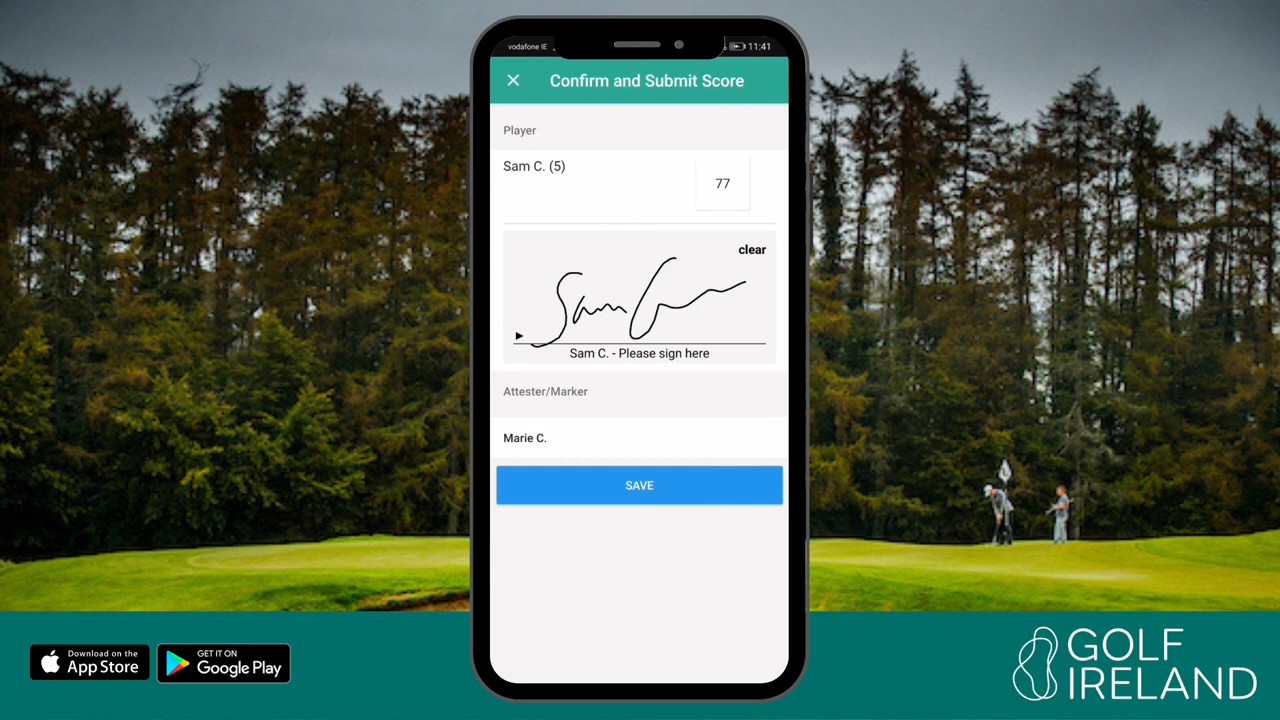 vodafone IE
11:41
Confirm and Submit Score
Player
Sam C. (5)
77
clear
Sam C
Sam C. - Please sign here
Attester/Marker
Marie C.
SAVE
Download on the
App Store
GET IT ON
Google Play
GOLF
IRELAND